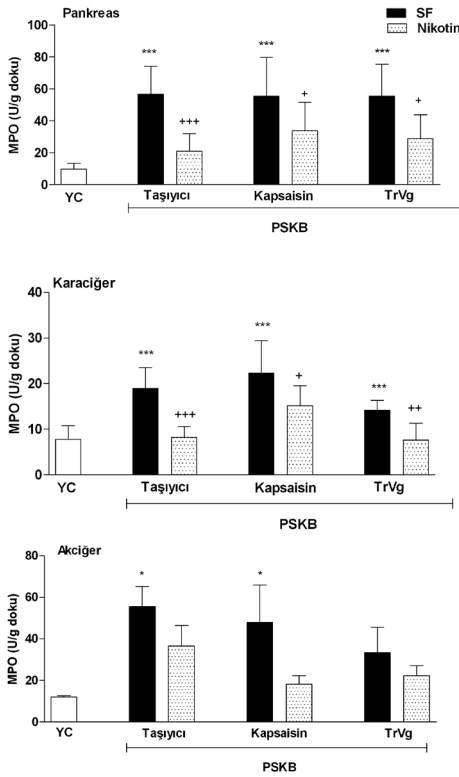 Pankreas
SF
Nikotin
MPO (U/g doku)
100
80
60
40
20
0
***
+++
***
+
***
+
YC
Taşıyıcı
Kapsaisin
TrVg
PSKB
Karaciğer
MPO (U/g doku)
40
30
20
10
0
***
+++
***
+
***
++
YC
Taşıyıcı
Kapsaisin
TrVg
PSKB
Akciğer
MPO (U/g doku)
80
60
40
20
0
*
*
YC
Taşıyıcı
Kapsaisin
TrVg
PSKB